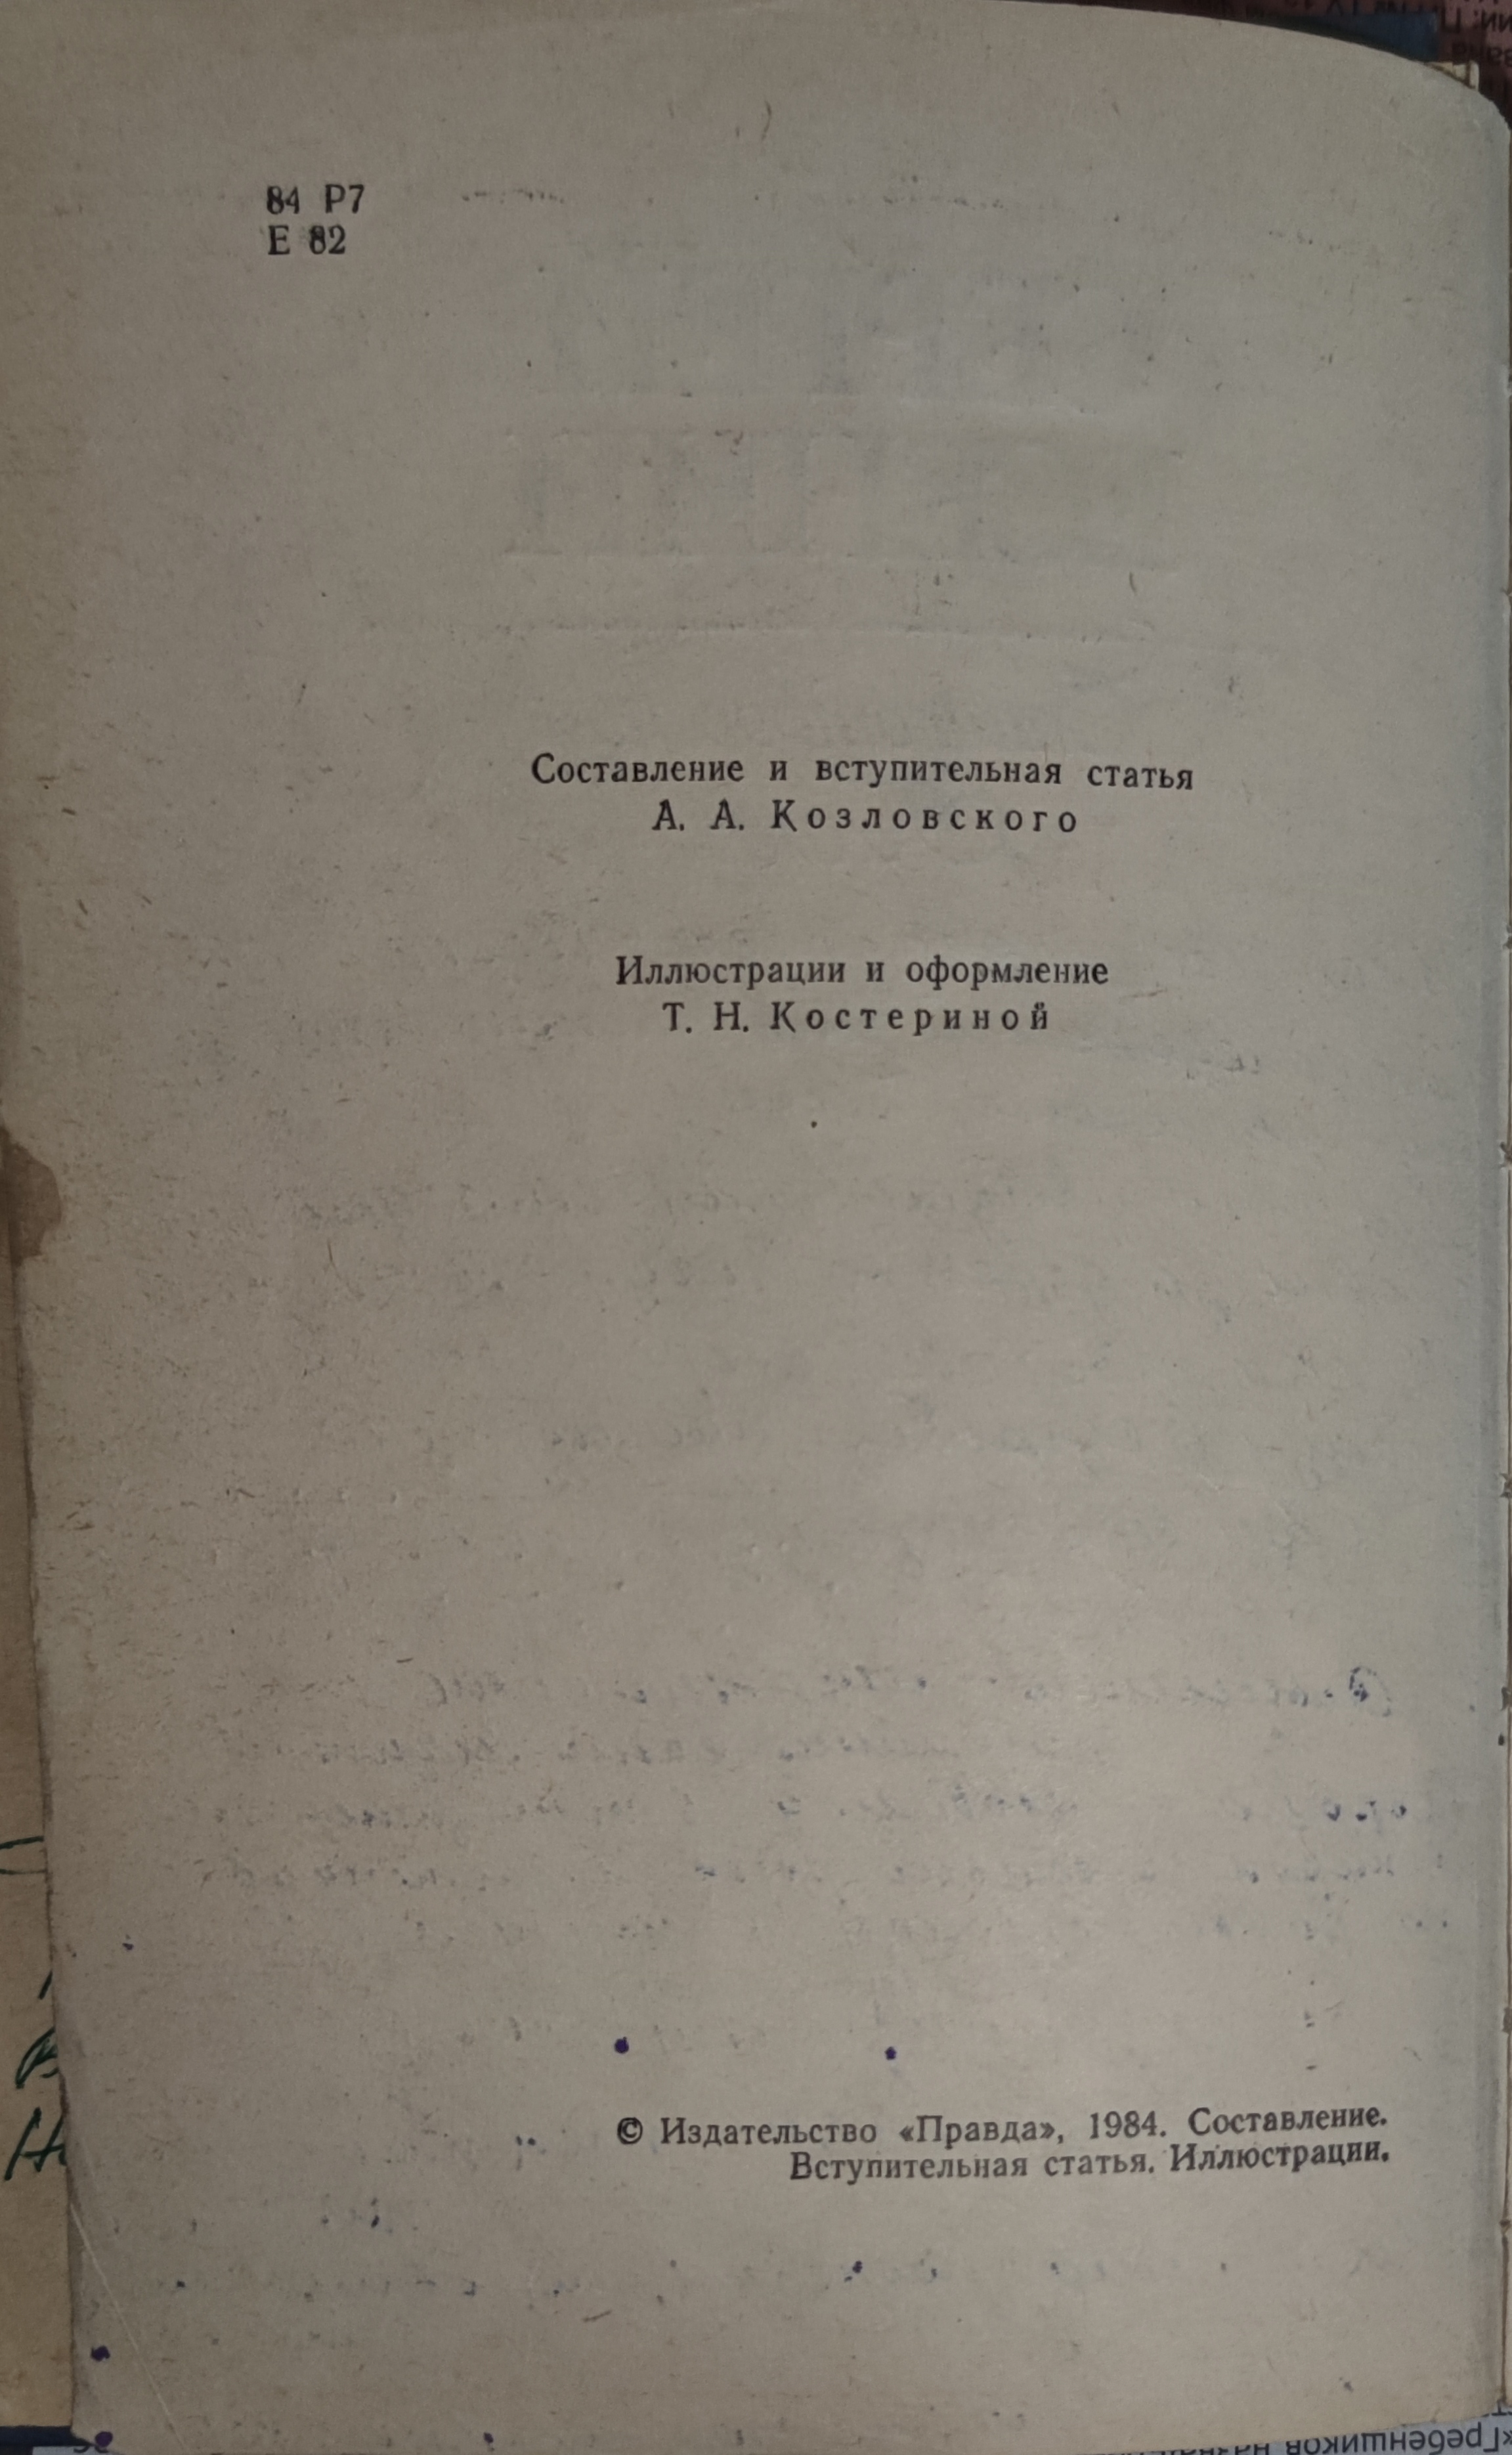 84 Р7
Е 82
Составление и вступительная статья
А. А. Козловского
Иллюстрации и оформление
Т. Н. Костериной
© Издательство «Правда», 1984. Составление.
Вступительная статья. Иллюстрации.